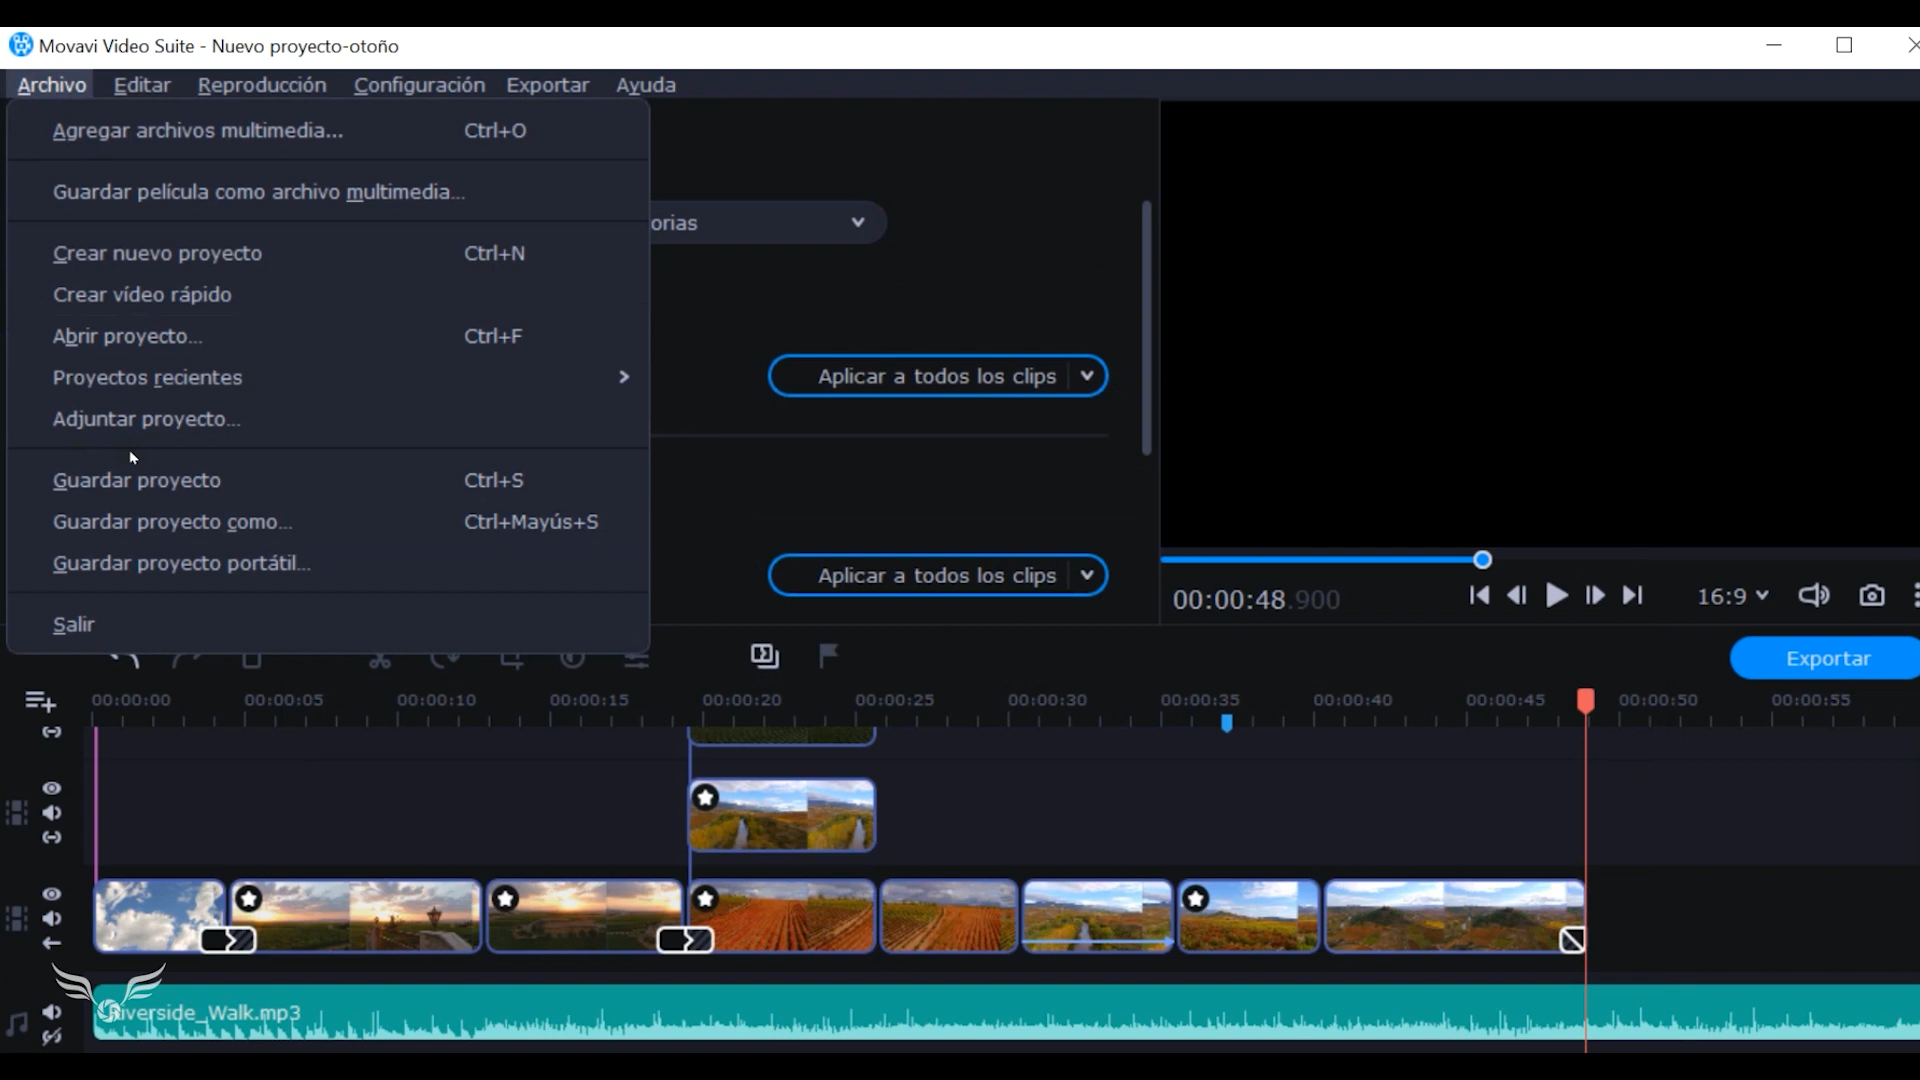 Movavi Video Suite - Nuevo proyecto-otoño
Archivo Editar Reproducción Configuración Exportar Ayuda
Agregar archivos multimedia... Ctrl+O
Guardar película como archivo multimedia...
orias
Crear nuevo proyecto Ctrl+N
Crear vídeo rápido
Abrir proyecto... Ctrl+F
Proyectos recientes
Aplicar a todos los clips
Adjuntar proyecto...
Guardar proyecto Ctrl+S
Guardar proyecto como... Ctrl+Mayús+S
Guardar proyecto portátil...
Aplicar a todos los clips
00:00:48.900
16:9
Salir
Exportar
00:00:00 00:00:05 00:00:10 00:00:15 00:00:20 00:00:25 00:00:30 00:00:35 00:00:40 00:00:45 00:00:50 00:00:55
Riverside_Walk.mp3